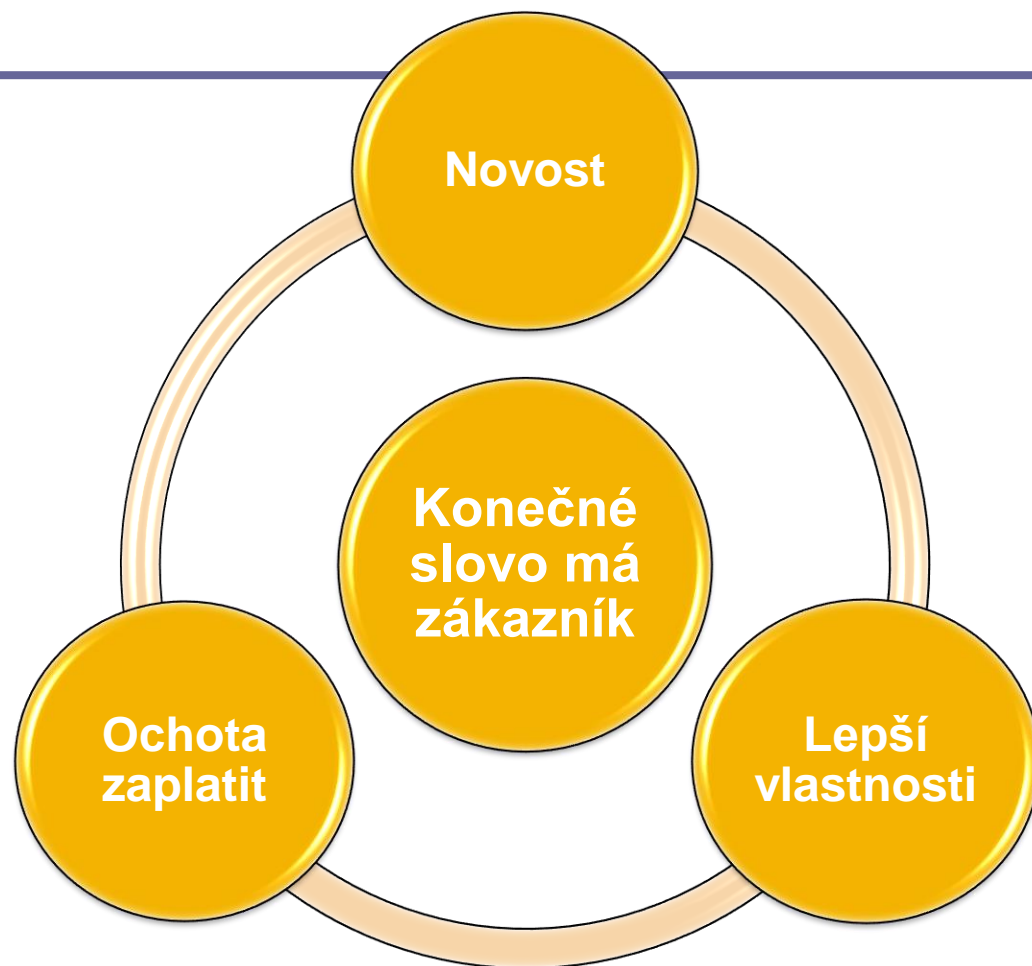 Novost
Konečné
slovo má
zákazník
Ochota
zaplatit
Lepší
vlastnosti